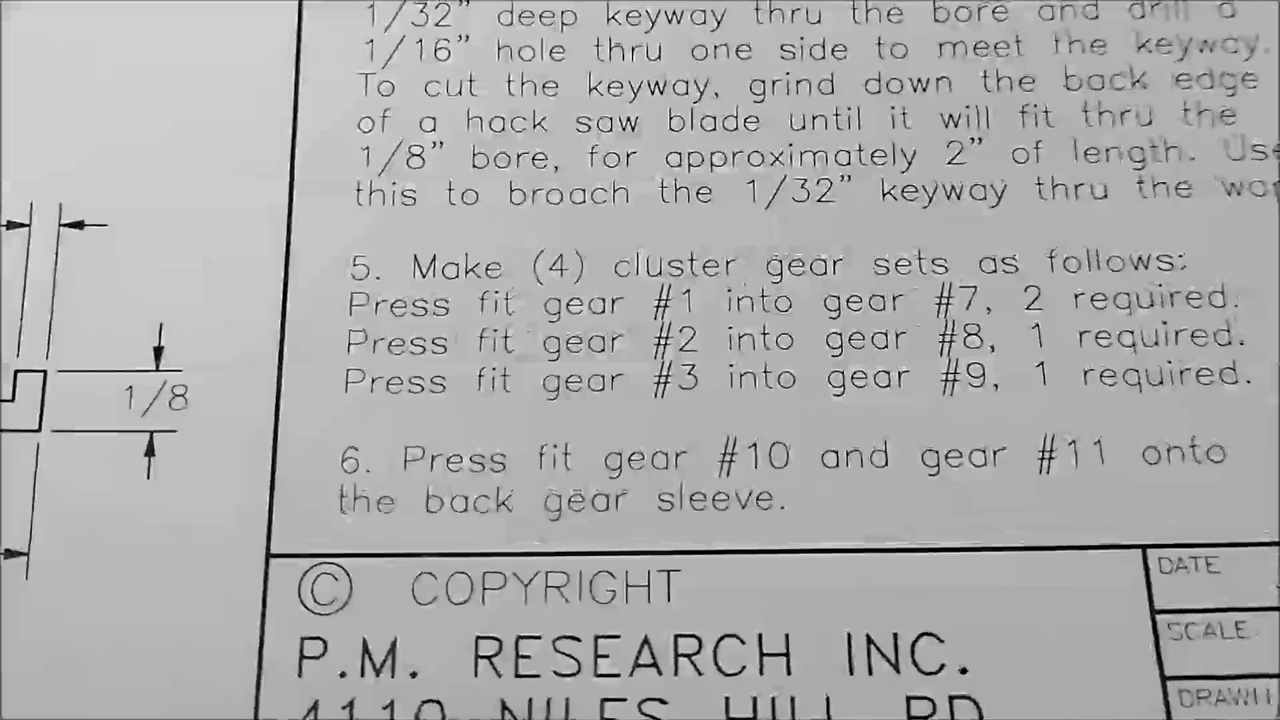 1/32” deep keyway thru the bore and drill a
1/16” hole thru one side to meet the keyway.
To cut the keyway, grind down the back edge
of a hack saw blade until it will fit thru the
1/8” bore, for approximately 2” of length.
this to broach the 1/32” keyway thru the
5. Make (4) cluster gear sets as follows:
Press fit gear #1 into gear #7, 2 required.
Press fit gear #2 into gear #8, 1 required.
Press fit gear #3 into gear #9, 1 required.
1/8
6. Press fit gear #10 and gear #11 onto
the back gear sleeve.
© COPYRIGHT
DATE
P.M. RESEARCH INC.
SCALE
4110 NILES HILL RD